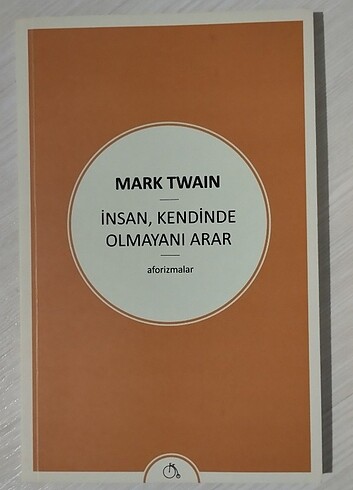 MARK TWAIN
İNSAN, KENDİNDE
OLMAYANI ARAR
aforizmalar